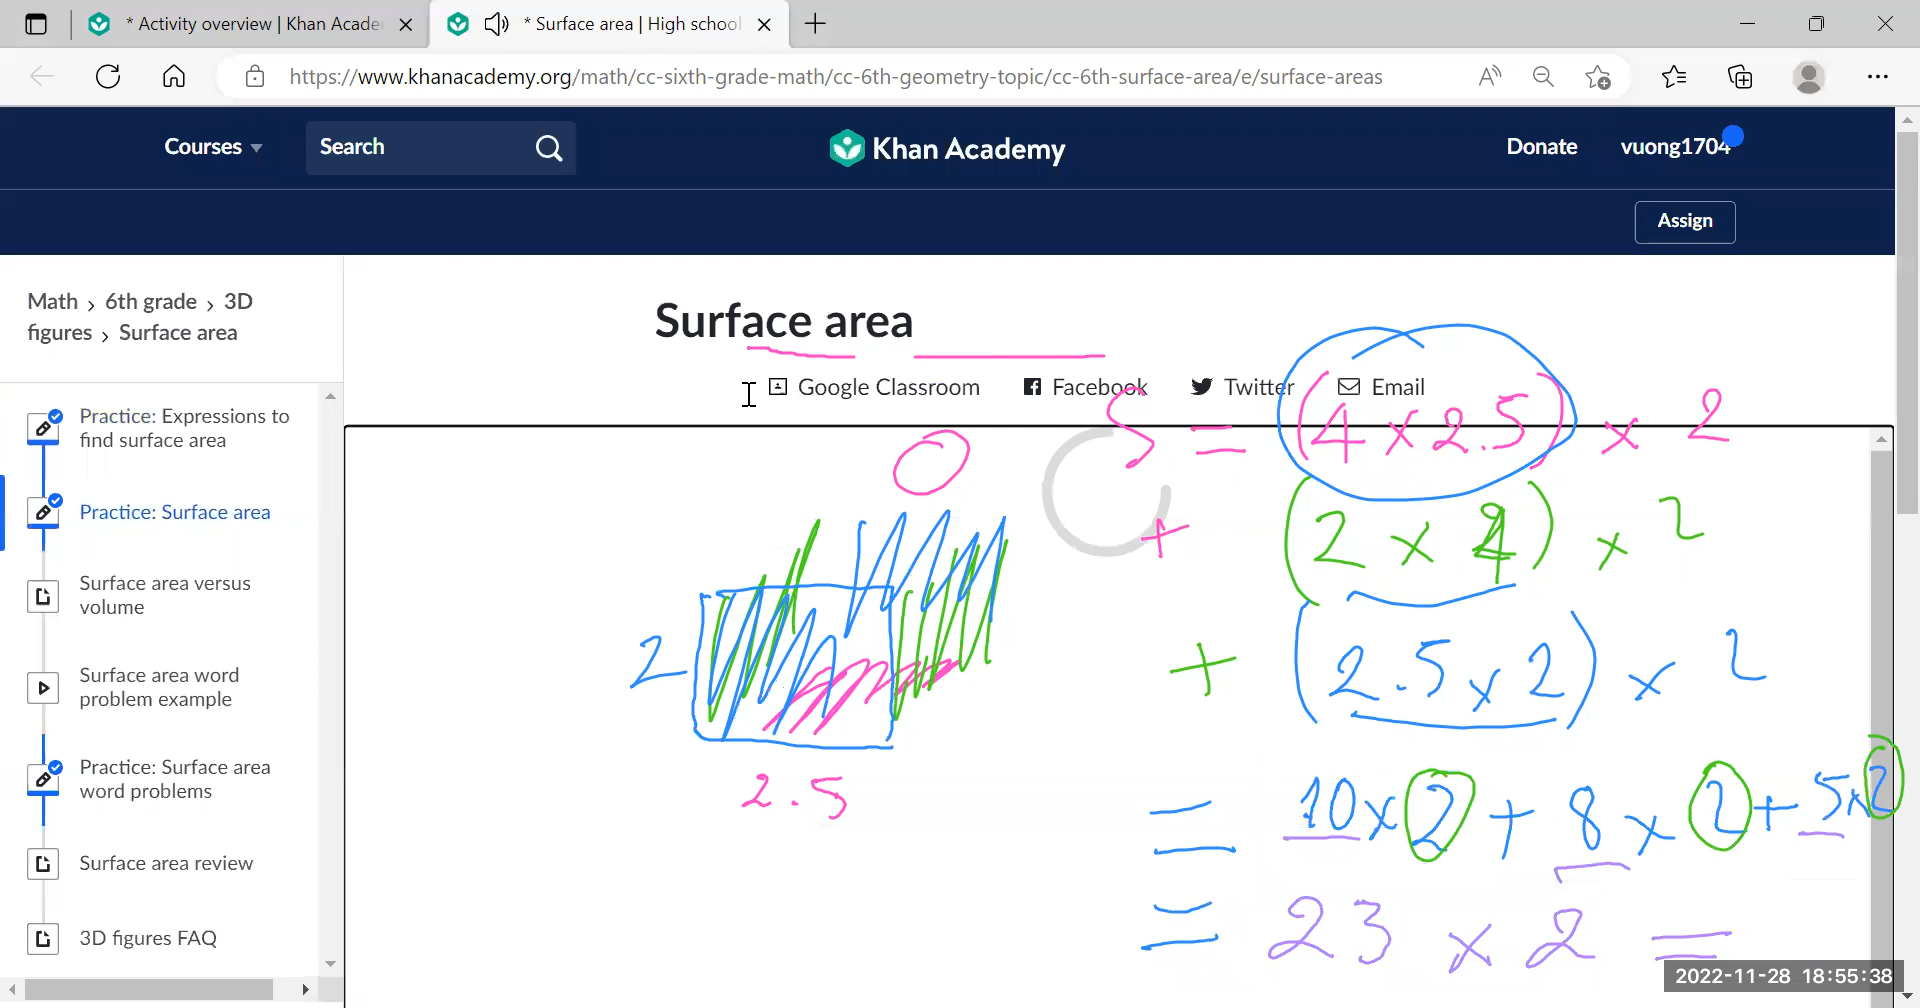 * Activity overview | Khan Acade
* Surface area | High school
https://www.khanacademy.org/math/cc-sixth-grade-math/cc-6th-geometry-topic/cc-6th-surface-area/e/surface-areas
Courses
Search
Khan Academy
Donate
vuong1704
Assign
Math › 6th grade › 3D
figures › Surface area
Practice: Expressions to
find surface area
Practice: Surface area
Surface area versus
volume
Surface area word
problem example
Practice: Surface area
word problems
Surface area review
3D figures FAQ
Surface area
Google Classroom
Facebook
Twitter
Email
2
2.5
S = (4 x 2.5) x 2
+ (2 x 4) x 2
+ (2.5 x 2) x 2
= 10 x 2 + 8 x 2 + 5 x 2
= 23 x 2 =
2022-11-28 18:55:38